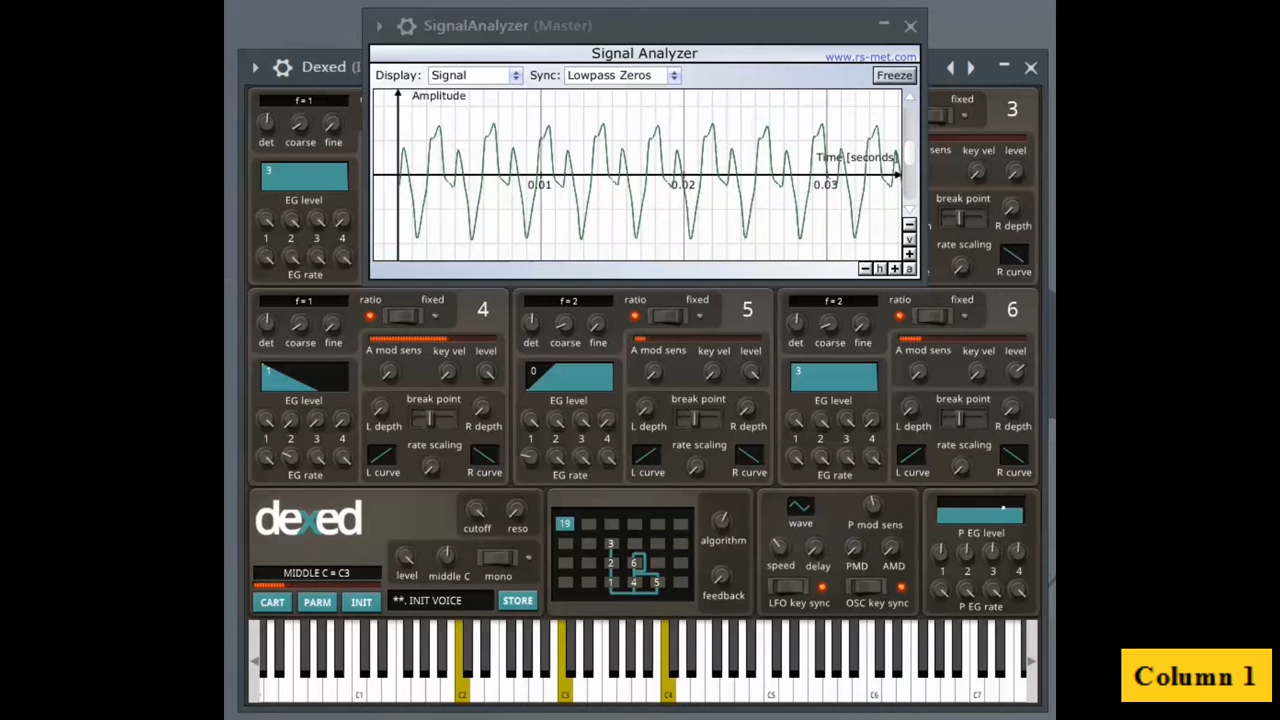 SignalAnalyzer (Master)
Signal Analyzer
www.rs-met.com
Display: Signal Sync: Lowpass Zeros Freeze
Amplitude
Time [seconds]
0.01 0.02 0.03
− v +
− h + a
Dexed (I
f = 1
det coarse fine
3
EG level
1 2 3 4
EG rate
fixed 3
sens key vel level
break point
R depth
rate scaling
R curve
f = 1 ratio fixed 4
det coarse fine
A mod sens key vel level
1
EG level
break point
L depth R depth
1 2 3 4
rate scaling
EG rate L curve R curve
f = 2 ratio fixed 5
det coarse fine
A mod sens key vel level
0
EG level
break point
L depth R depth
1 2 3 4
rate scaling
EG rate L curve R curve
f = 2 ratio fixed 6
det coarse fine
A mod sens key vel level
3
EG level
break point
L depth R depth
1 2 3 4
rate scaling
EG rate L curve R curve
dexed
cutoff reso
level middle C mono
MIDDLE C = C3
CART PARM INIT **. INIT VOICE STORE
19
3
2 6
1 4 5
algorithm
feedback
wave P mod sens
speed delay PMD AMD
LFO key sync OSC key sync
P EG level
1 2 3 4
P EG rate
C1 C2 C3 C4 C5 C6 C7
Column 1